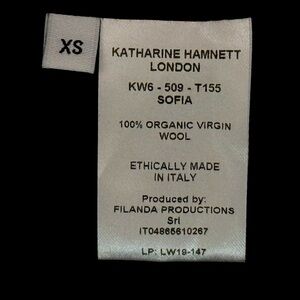 XS
KATHARINE HAMNETT
LONDON
KW6 - 509 - T155
SOFIA
100% ORGANIC VIRGIN
WOOL
ETHICALLY MADE
IN ITALY
Produced by:
FILANDA PRODUCTIONS
Srl
IT04865610267
LP: LW19-147